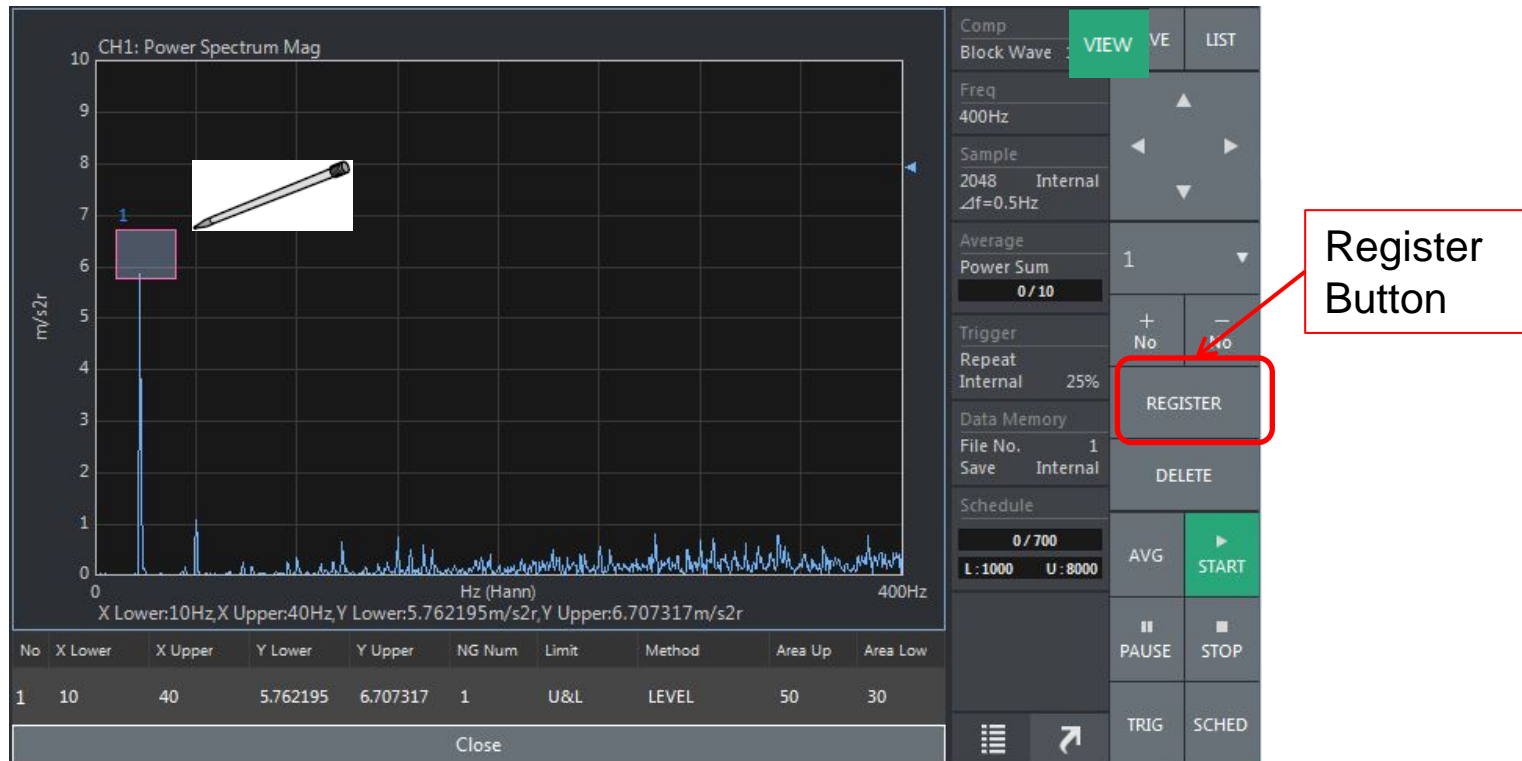 CH1: Power Spectrum Mag
10
9
8
7
6
5
4
3
2
1
0
1
m/s2r
0
Hz (Hann)
400Hz
X Lower:10Hz,X Upper:40Hz,Y Lower:5.762195m/s2r,Y Upper:6.707317m/s2r
No X Lower X Upper Y Lower Y Upper NG Num Limit Method Area Up Area Low
1 10 40 5.762195 6.707317 1 U&L LEVEL 50 30
Close
Comp
Block Wave
Freq
400Hz
Sample
2048 Internal
⊿f=0.5Hz
Average
Power Sum
0/10
Trigger
Repeat
Internal 25%
Data Memory
File No. 1
Save Internal
Schedule
0/700
L:1000 U:8000
VIEW
VE
LIST
1
+ −
No No
REGISTER
DELETE
AVG START
PAUSE STOP
TRIG SCHED
Register
Button